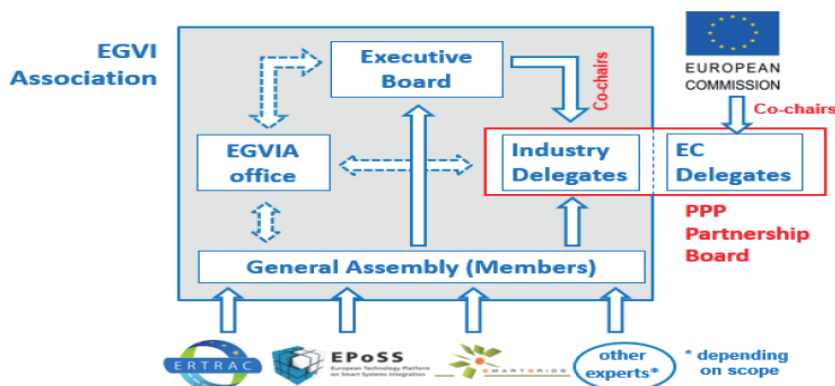 EGVI
Association
Executive
Board
Co-chairs
EUROPEAN
COMMISSION
Co-chairs
EGVIA
office
Industry
Delegates
EC
Delegates
PPP
Partnership
Board
General Assembly (Members)
ERTRAC
EPoSS
European Technology Platform
on Smart Systems Integration
SMARTGRIDS
other
experts*
* depending
on scope